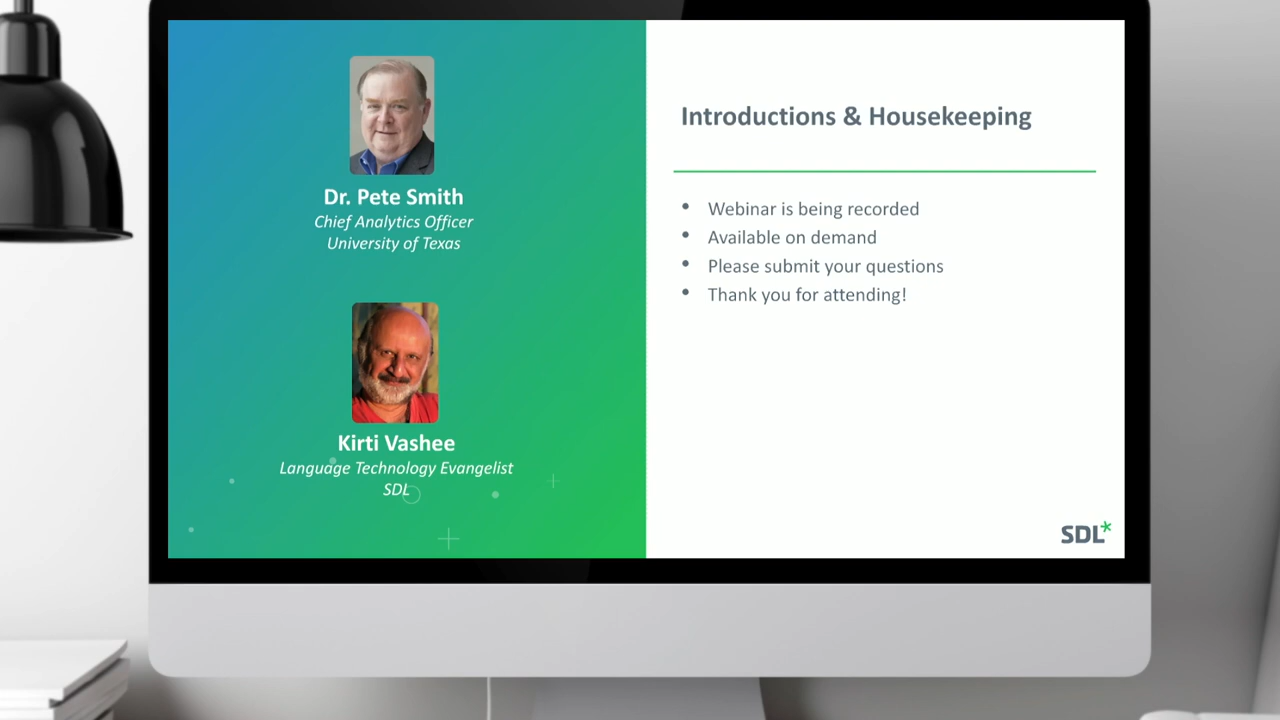 Dr. Pete Smith
Chief Analytics Officer
University of Texas
Kirti Vashee
Language Technology Evangelist
SDL
Introductions & Housekeeping
• Webinar is being recorded
• Available on demand
• Please submit your questions
• Thank you for attending!
SDL*